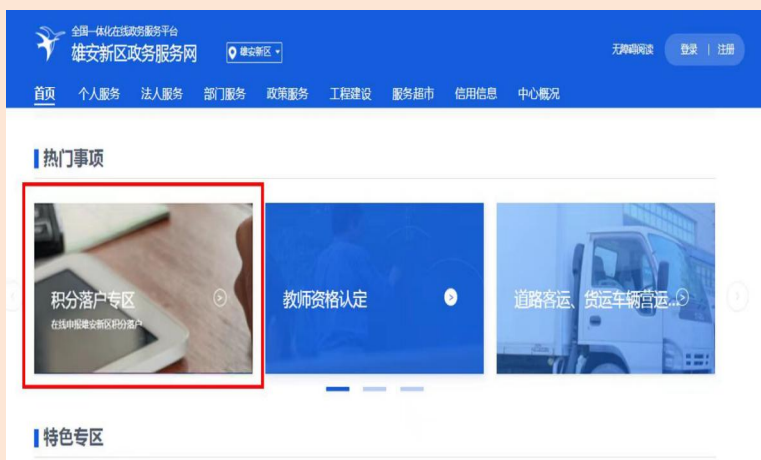 全国一体化在线政务服务平台
雄安新区政务服务网
雄安新区
无障碍阅读
登录 | 注册
首页 个人服务 法人服务 部门服务 政策服务 工程建设 服务超市 信用信息 中心概况
热门事项
积分落户专区
在线申报雄安新区积分落户
教师资格认定
道路客运、货运车辆营运...
特色专区